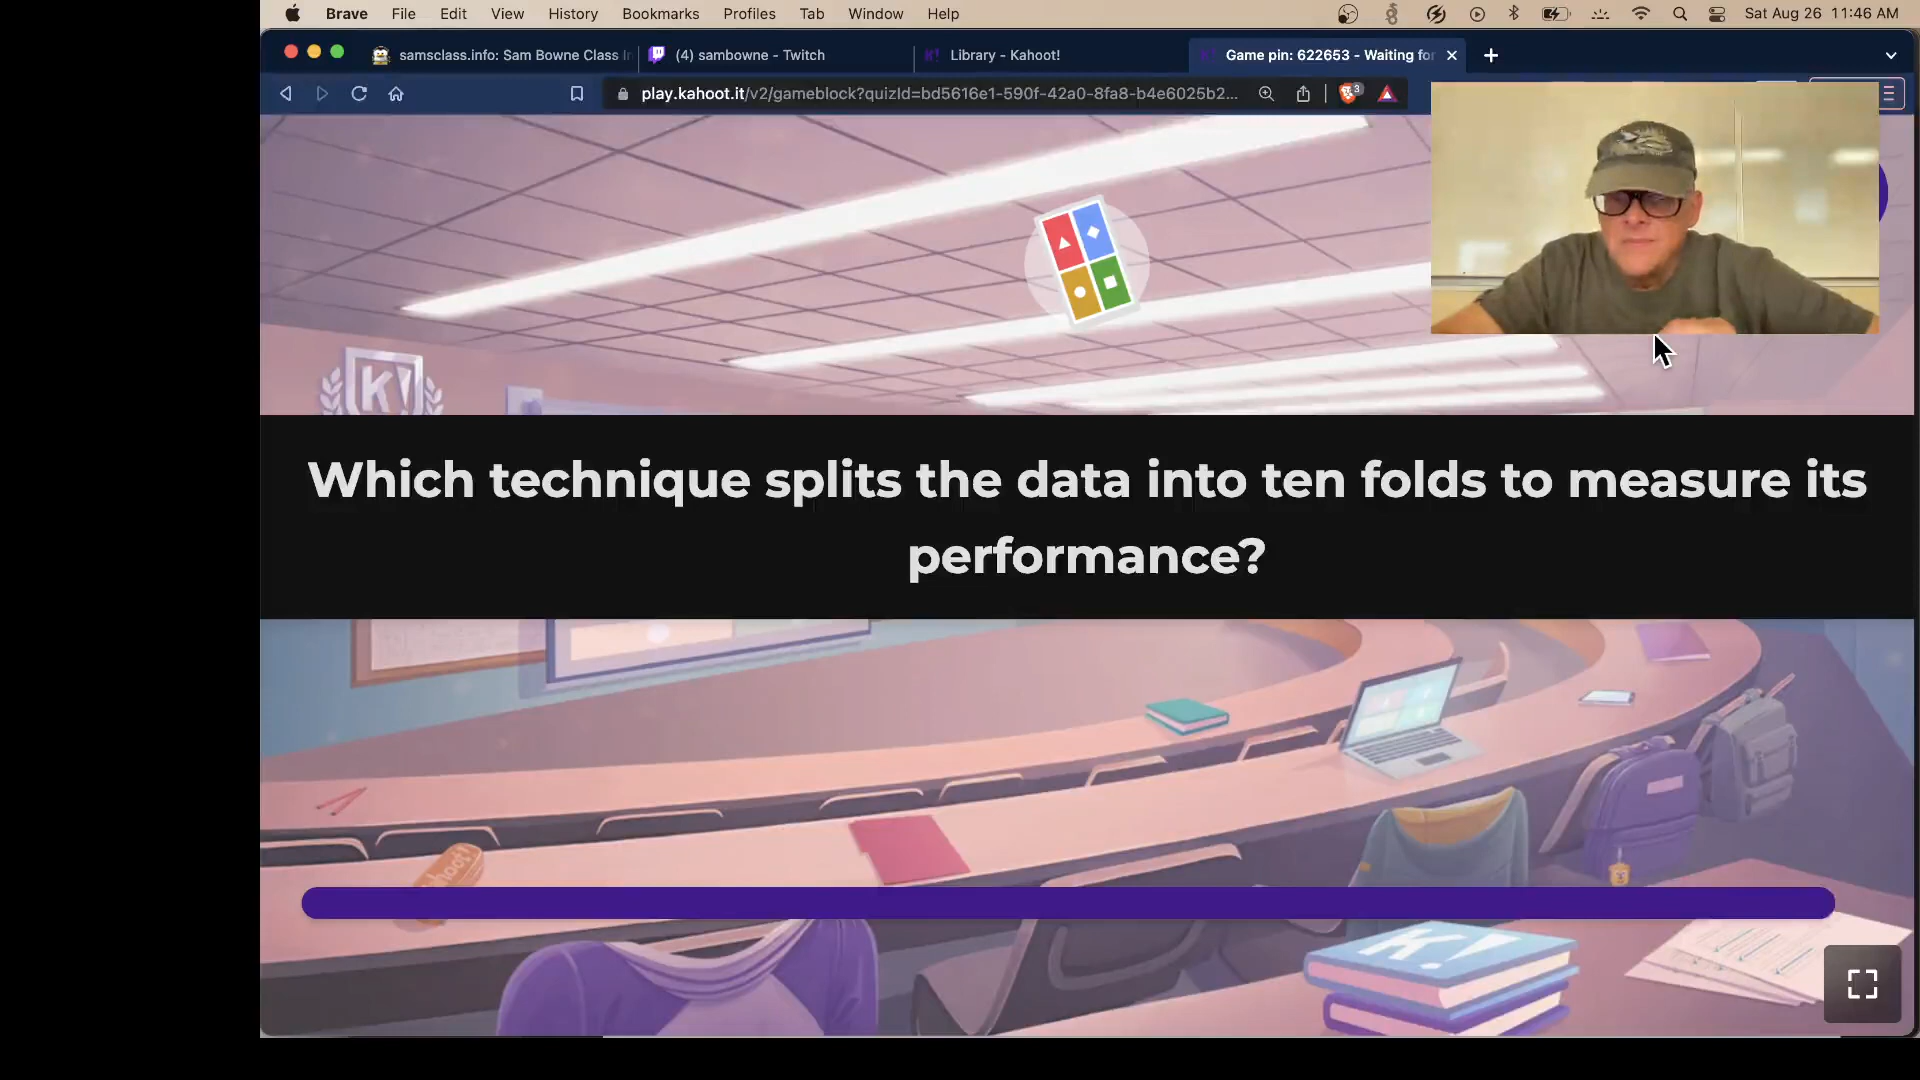 Brave File Edit View History Bookmarks Profiles Tab Window Help Sat Aug 26 11:46 AM
samsclass.info: Sam Bowne Class In (4) sambowne - Twitch Library - Kahoot! Game pin: 622653 - Waiting for
play.kahoot.it/v2/gameblock?quizId=bd5616e1-590f-42a0-8fa8-b4e6025b2... 3
K!
Which technique splits the data into ten folds to measure its
performance?
K!